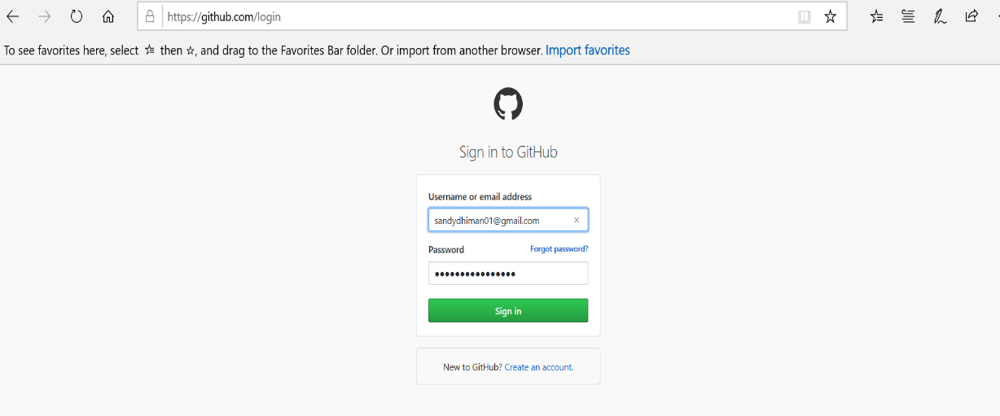 https://github.com/login
To see favorites here, select then , and drag to the Favorites Bar folder. Or import from another browser. Import favorites
Sign in to GitHub
Username or email address
sandydhiman01@gmail.com
Password Forgot password?
Sign in
New to GitHub? Create an account.